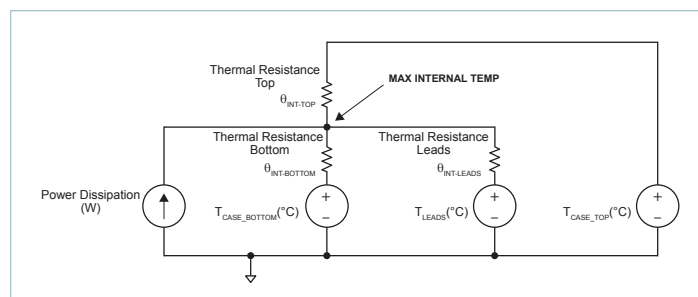 Thermal Resistance
Top
θINT-TOP
MAX INTERNAL TEMP
Thermal Resistance
Bottom
θINT-BOTTOM
Thermal Resistance
Leads
θINT-LEADS
Power Dissipation
(W)
+
–
TCASE_BOTTOM(°C)
+
–
TLEADS(°C)
+
–
TCASE_TOP(°C)